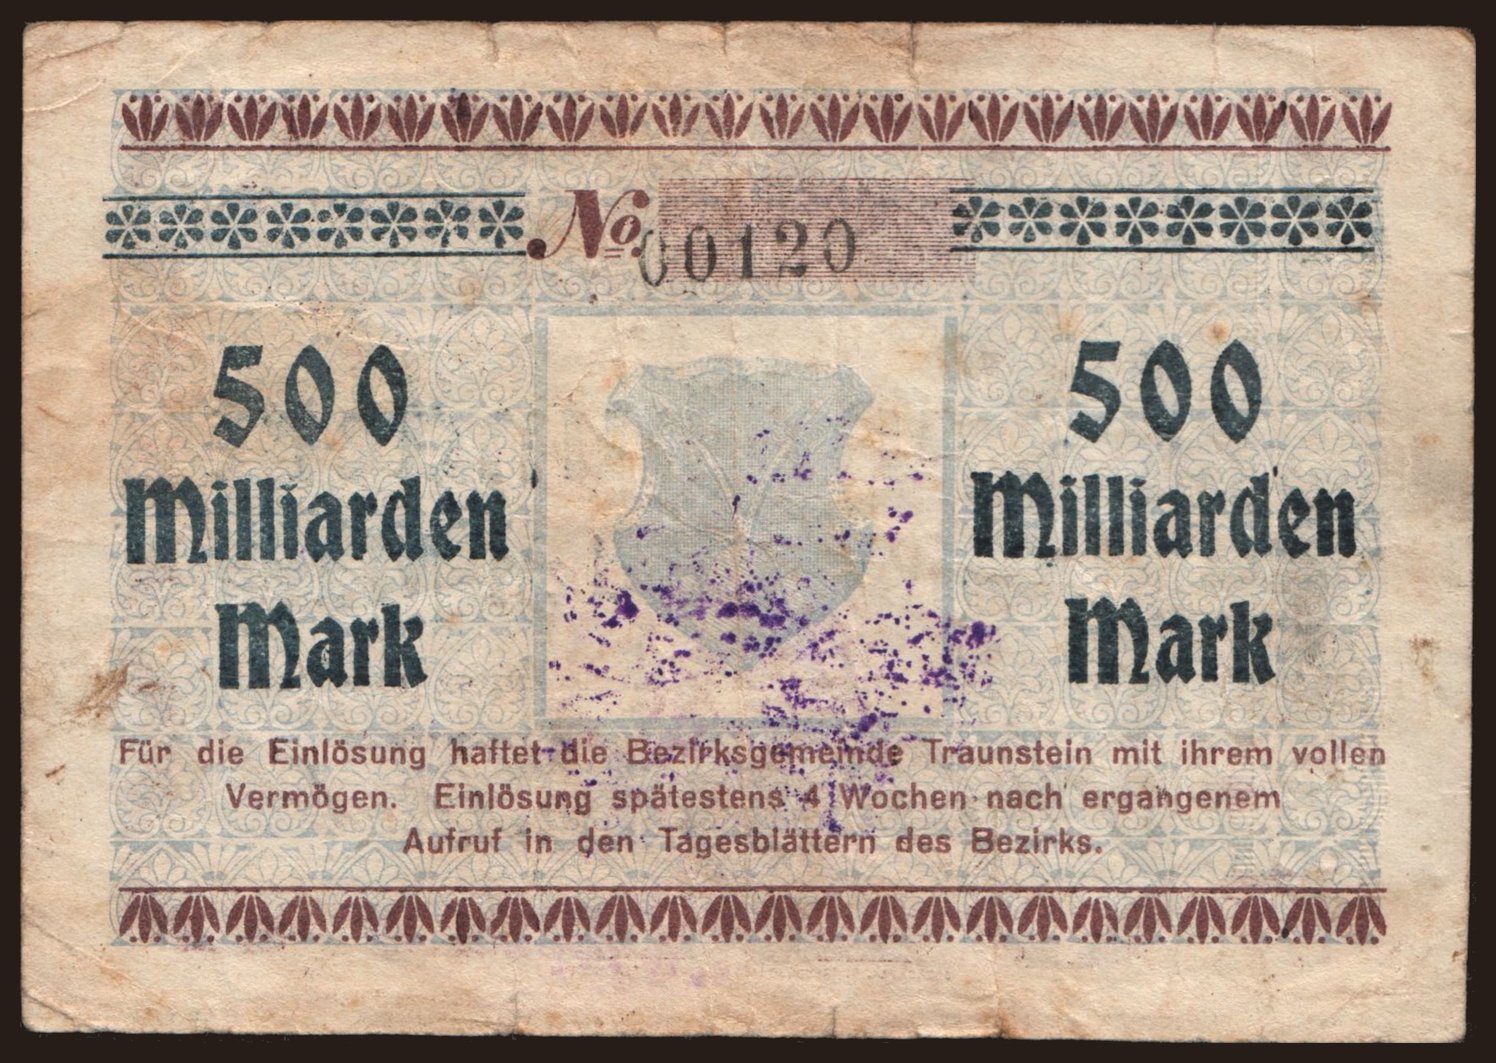 No. 00120
500 Milliarden Mark
500 Milliarden Mark
Für die Einlösung haftet die Bezirksgemeinde Traunstein mit ihrem vollen
Vermögen. Einlösung spätestens 4 Wochen nach ergangenem
Aufruf in den Tagesblättern des Bezirks.